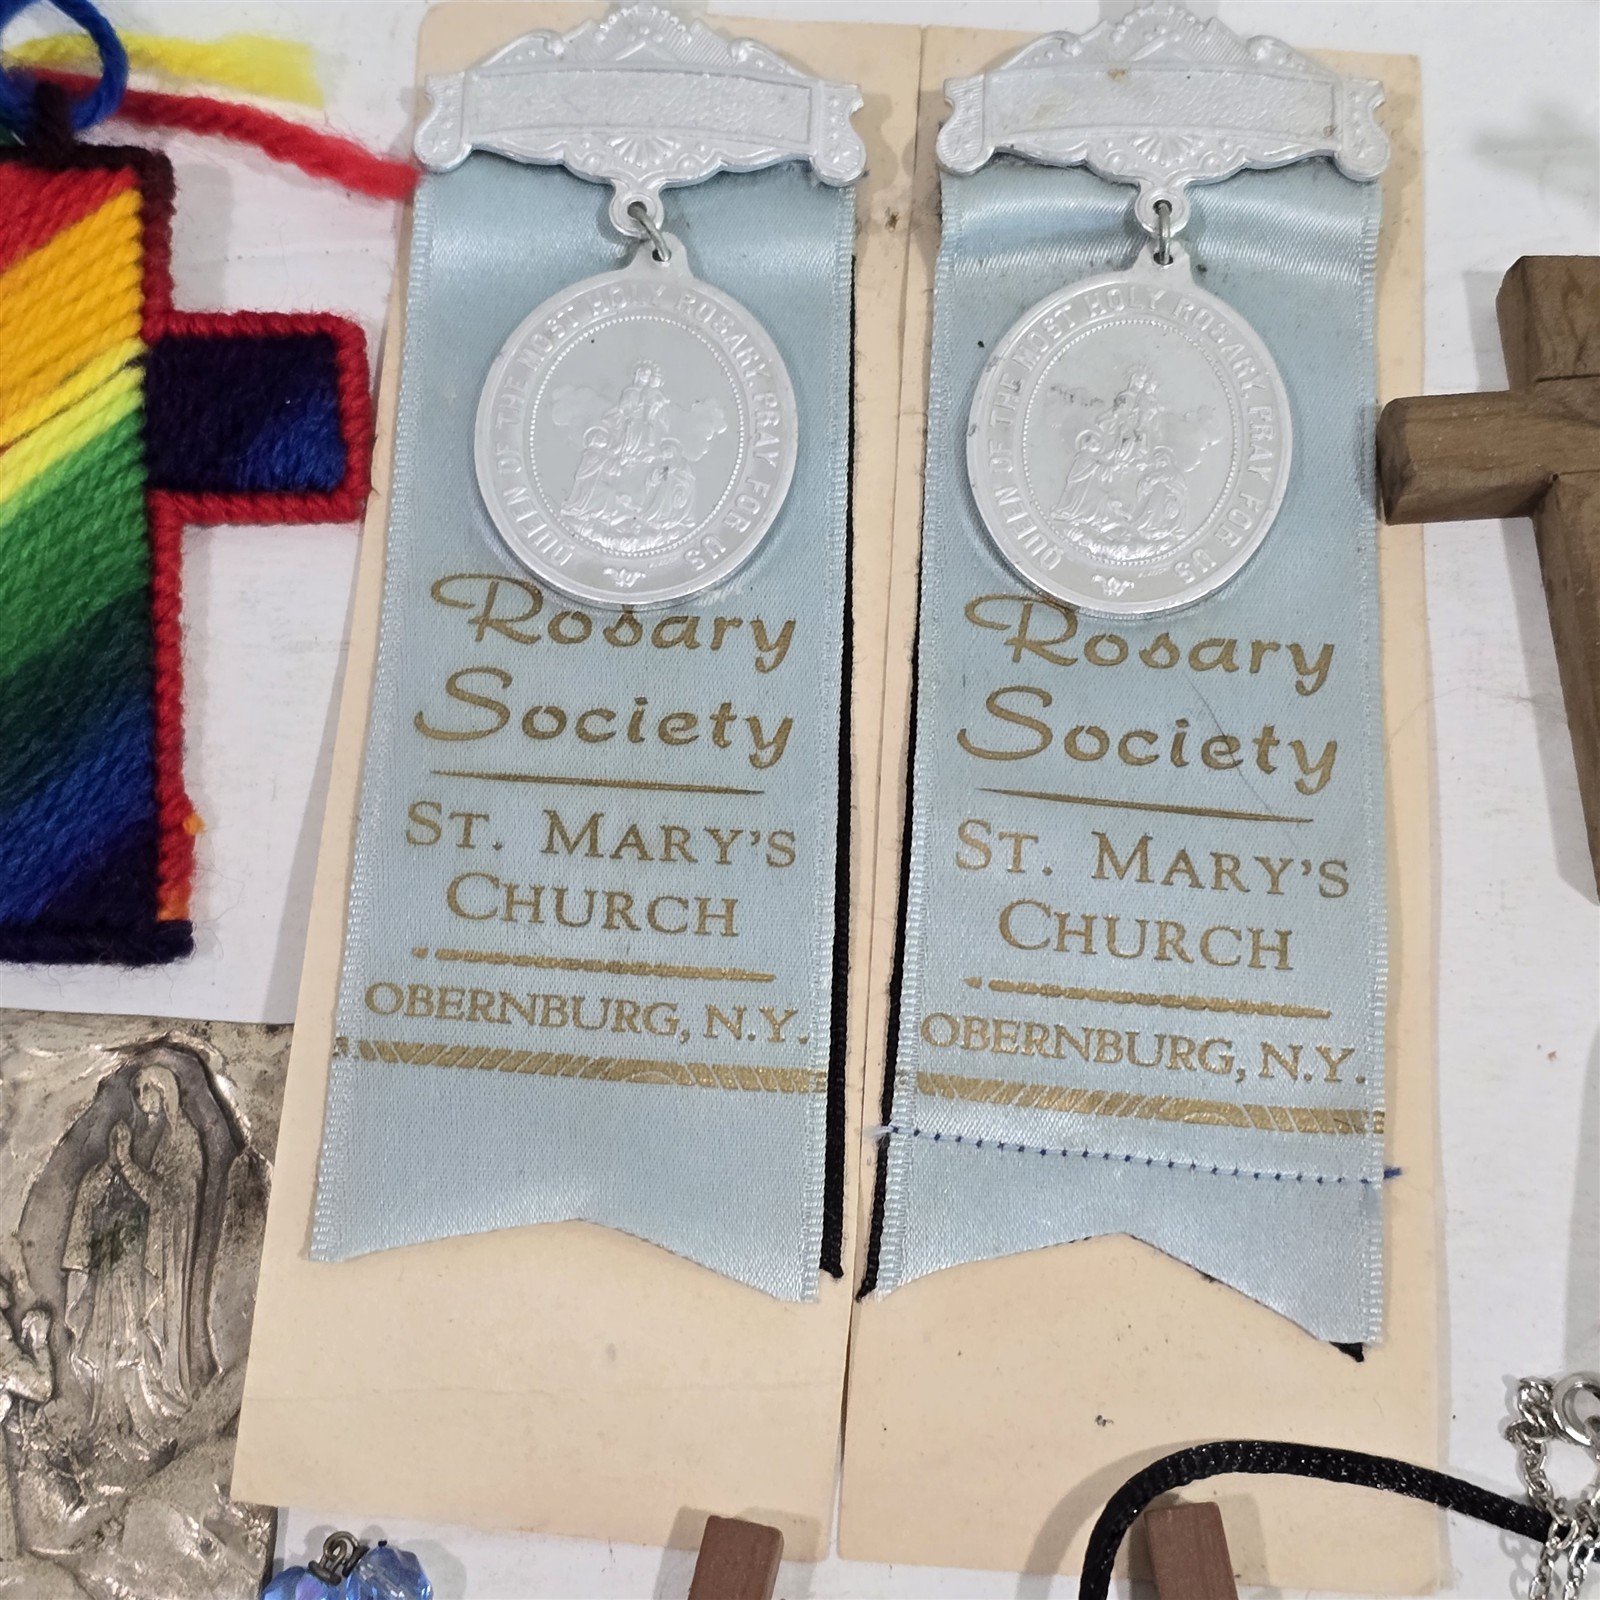 QUEEN OF THE MOST HOLY ROSARY, PRAY FOR US
Rosary
Society
ST. MARY'S
CHURCH
OBERNBURG, N.Y.
QUEEN OF THE MOST HOLY ROSARY, PRAY FOR US
Rosary
Society
ST. MARY'S
CHURCH
OBERNBURG, N.Y.